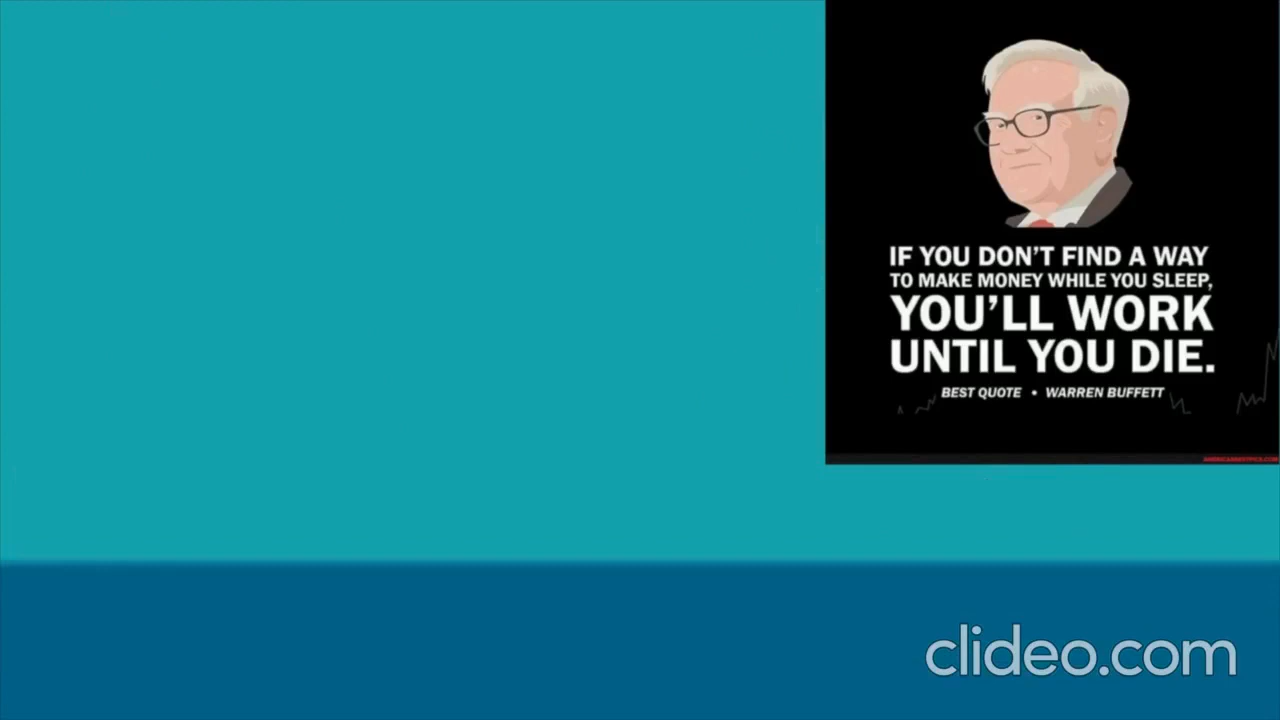 IF YOU DON'T FIND A WAY
TO MAKE MONEY WHILE YOU SLEEP,
YOU'LL WORK
UNTIL YOU DIE.
BEST QUOTE • WARREN BUFFETT
clideo.com